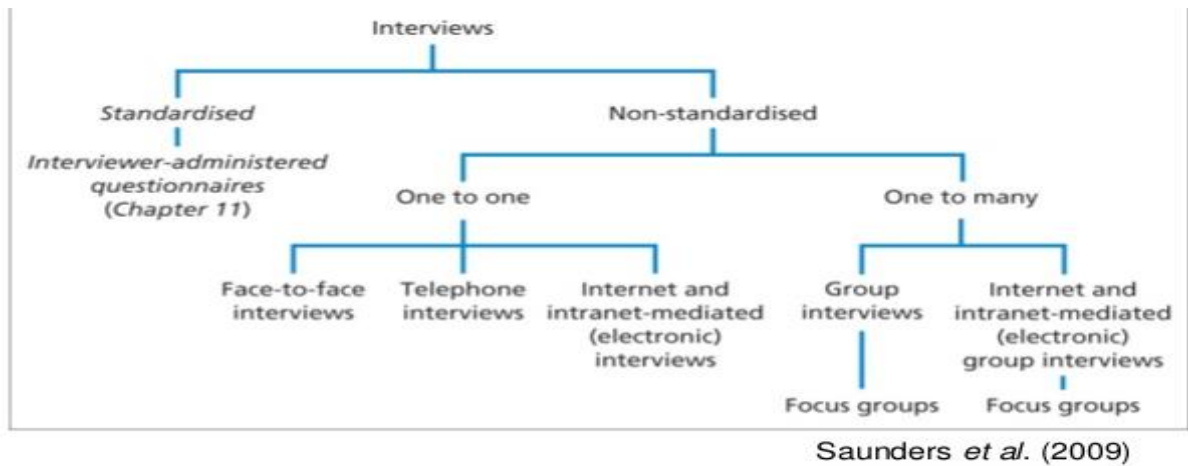 Interviews
Standardised
Non-standardised
Interviewer-administered
questionnaires
(Chapter 11)
One to one
One to many
Face-to-face
interviews
Telephone
interviews
Internet and
intranet-mediated
(electronic)
interviews
Group
interviews
Internet and
intranet-mediated
(electronic)
group interviews
Focus groups
Focus groups
Saunders et al. (2009)